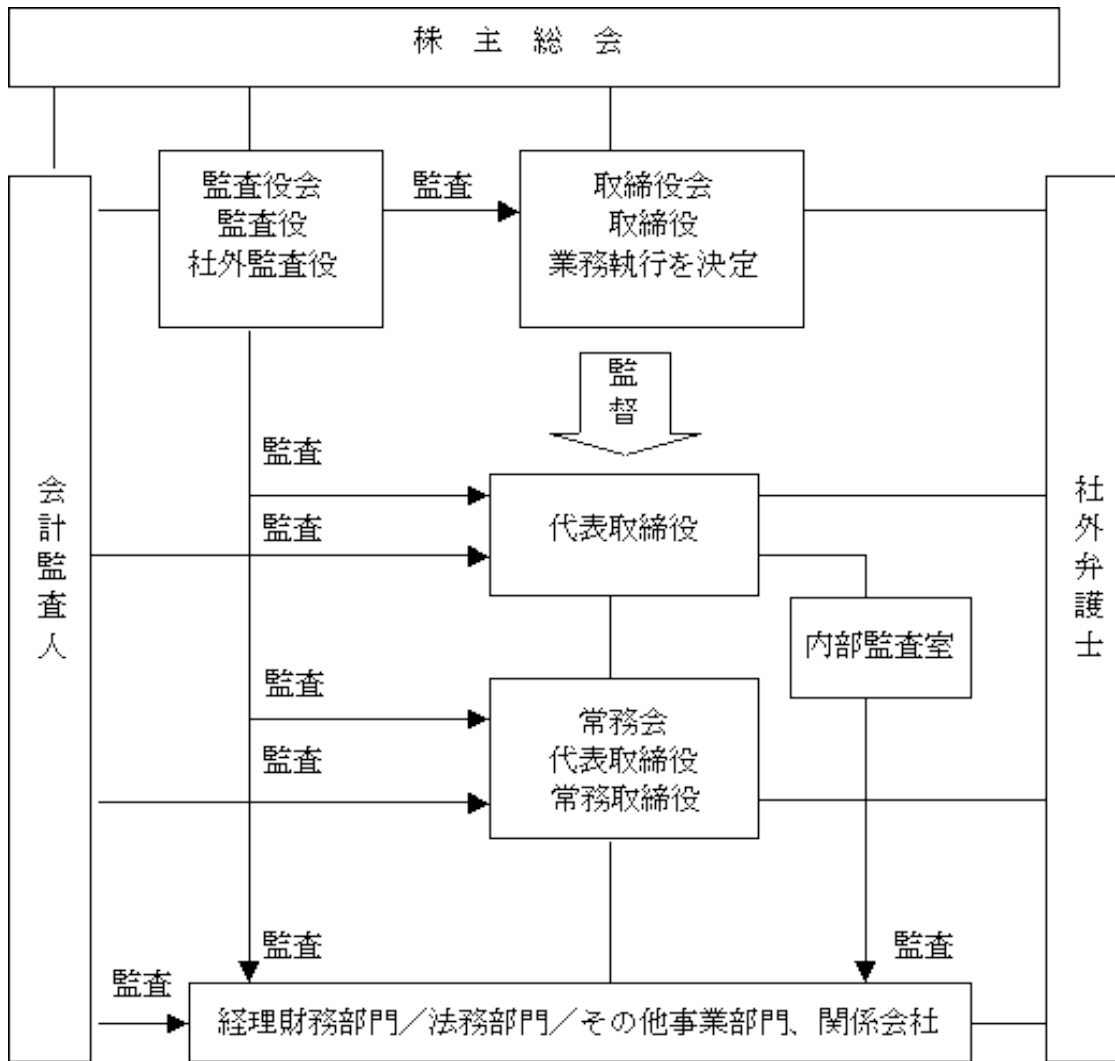 株主総会
監査役会
監査役
社外監査役
監査
取締役会
取締役
業務執行を決定
監督
会計監査人
社外弁護士
監査
監査
代表取締役
内部監査室
監査
監査
常務会
代表取締役
常務取締役
監査
監査
監査
経理財務部門／法務部門／その他事業部門、関係会社